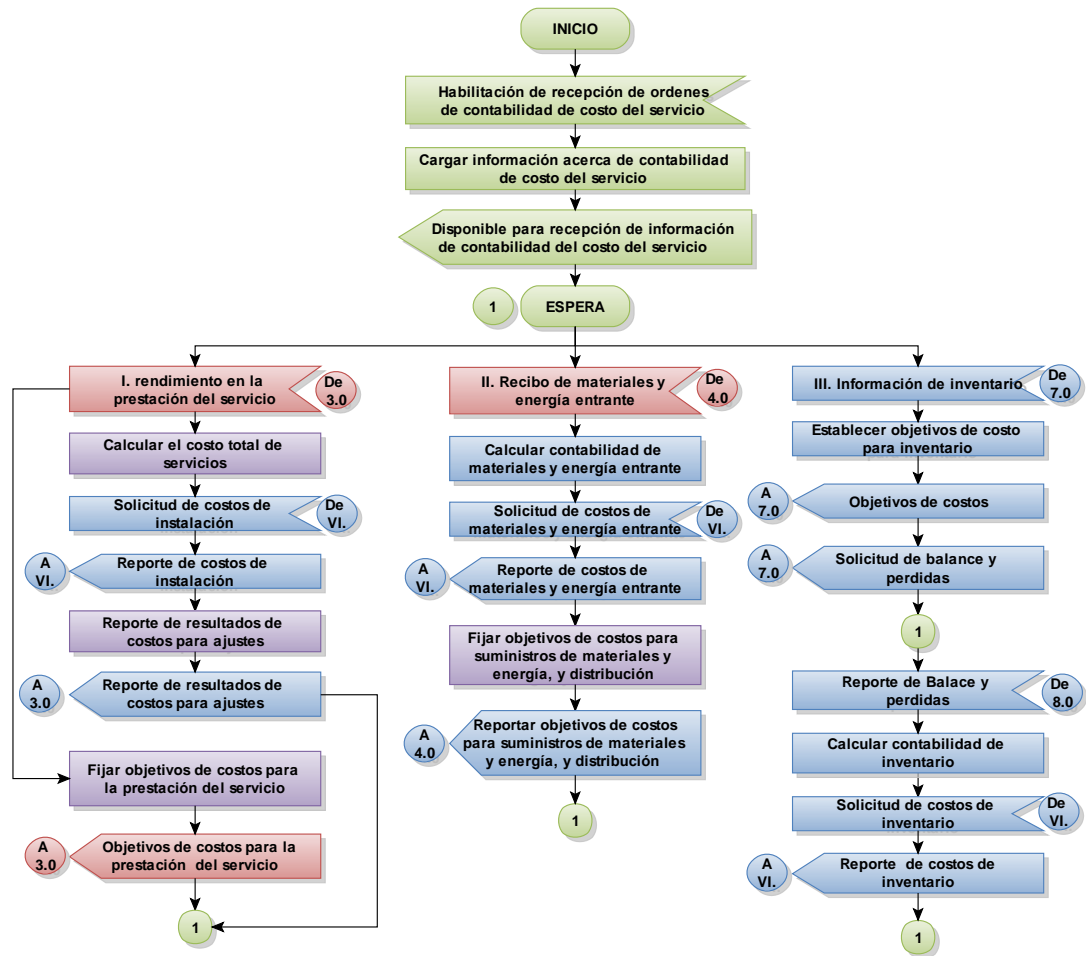 INICIO
Habilitación de recepción de ordenes
de contabilidad de costo del servicio
Cargar información acerca de contabilidad
de costo del servicio
Disponible para recepción de información
de contabilidad del costo del servicio
1
ESPERA
I. rendimiento en la
prestación del servicio
De
3.0
Calcular el costo total de
servicios
Solicitud de costos de
instalación
De
VI.
A
VI.
Reporte de costos de
instalación
Reporte de resultados de
costos para ajustes
A
3.0
Reporte de resultados de
costos para ajustes
Fijar objetivos de costos para
la prestación del servicio
A
3.0
Objetivos de costos para la
prestación del servicio
1
II. Recibo de materiales y
energía entrante
De
4.0
Calcular contabilidad de
materiales y energía entrante
Solicitud de costos de
materiales y energía entrante
De
VI.
A
VI.
Reporte de costos de
materiales y energía entrante
Fijar objetivos de costos para
suministros de materiales y
energía, y distribución
A
4.0
Reportar objetivos de costos
para suministros de materiales
y energía, y distribución
1
III. Información de inventario
De
7.0
Establecer objetivos de costo
para inventario
A
7.0
Objetivos de costos
A
7.0
Solicitud de balance y
perdidas
1
Reporte de Balace y
perdidas
De
8.0
Calcular contabilidad de
inventario
Solicitud de costos de
inventario
De
VI.
A
VI.
Reporte de costos de
inventario
1